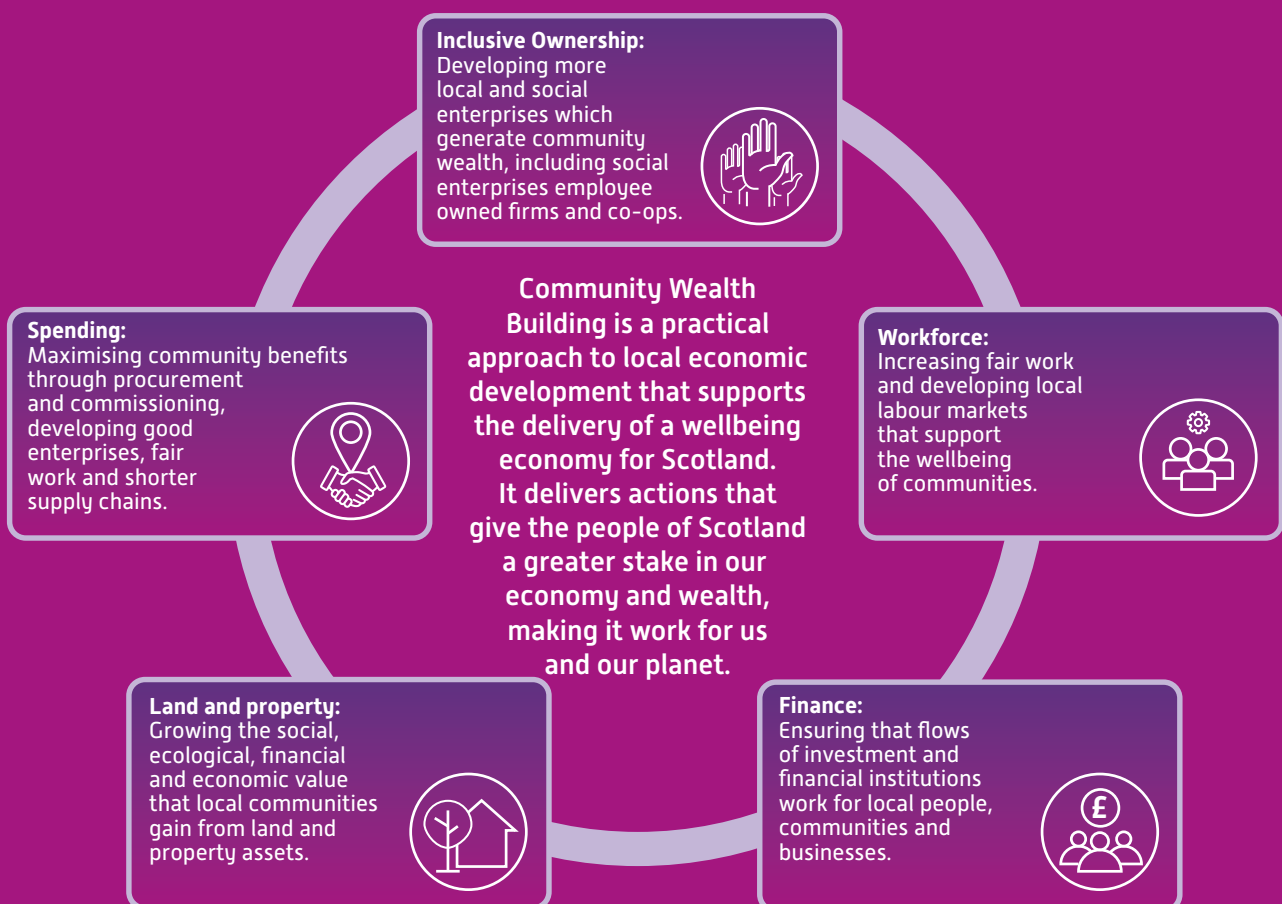 Inclusive Ownership:
Developing more
local and social
enterprises which
generate community
wealth, including social
enterprises employee
owned firms and co-ops.
Spending:
Maximising community benefits
through procurement
and commissioning,
developing good
enterprises, fair
work and shorter
supply chains.
Community Wealth
Building is a practical
approach to local economic
development that supports
the delivery of a wellbeing
economy for Scotland.
It delivers actions that
give the people of Scotland
a greater stake in our
economy and wealth,
making it work for us
and our planet.
Workforce:
Increasing fair work
and developing local
labour markets
that support
the wellbeing
of communities.
Land and property:
Growing the social,
ecological, financial
and economic value
that local communities
gain from land and
property assets.
Finance:
Ensuring that flows
of investment and
financial institutions
work for local people,
communities and
businesses.
£